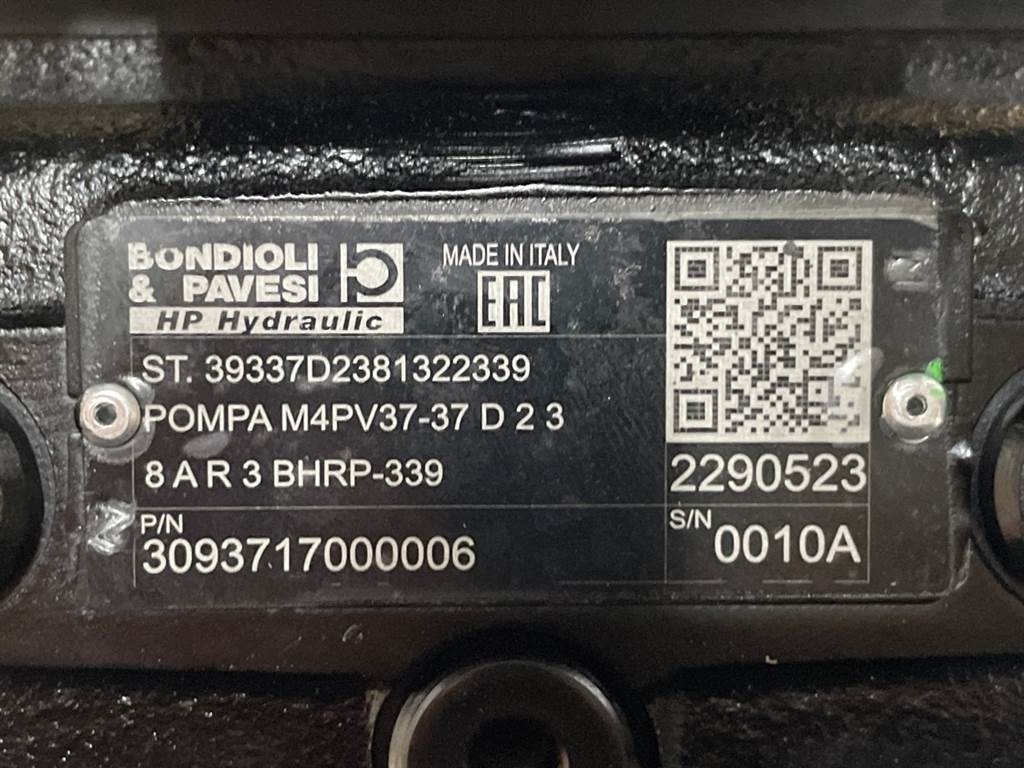 BONDIOLI
& PAVESI
HP Hydraulic
MADE IN ITALY
EAC
ST. 39337D2381322339
POMPA M4PV37-37 D 2 3
8 A R 3 BHRP-339
2290523
P/N
3093717000006
S/N
0010A